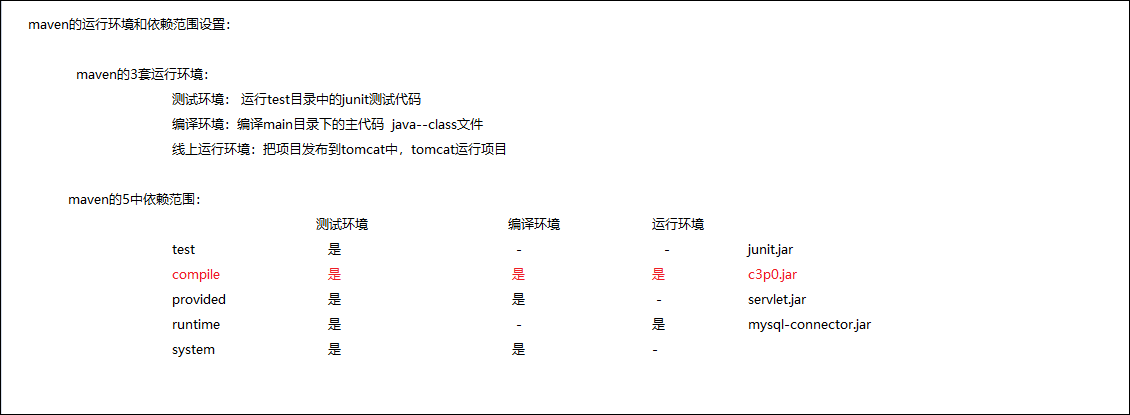 maven的运行环境和依赖范围设置：
maven的3套运行环境：
测试环境： 运行test目录中的junit测试代码
编译环境：编译main目录下的主代码 java--class文件
线上运行环境：把项目发布到tomcat中，tomcat运行项目
maven的5中依赖范围：
测试环境 编译环境 运行环境
test 是 - - junit.jar
compile 是 是 是 c3p0.jar
provided 是 是 - servlet.jar
runtime 是 - 是 mysql-connector.jar
system 是 是 -